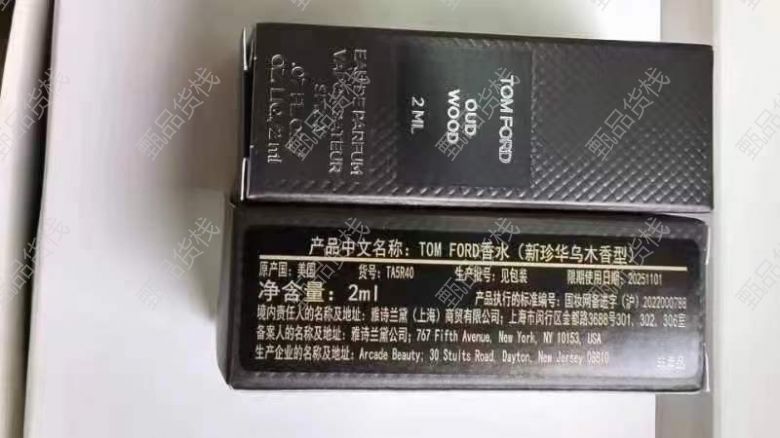 TOM FORD
OUD
WOOD
2 ML
EAU DE PARFUM
VAPORISATEUR
SPRAY
2ml
产品中文名称：TOM FORD香水（新珍华乌木香型）
原产国：美国 货号：TA5R40 生产批号：见包装 限期使用日期：20251101
净含量：2ml 产品执行的标准编号：国妆网备进字（沪）2022000788
境内责任人的名称及地址：雅诗兰黛（上海）商贸有限公司；上海市闵行区金都路3688号301、302、306室
备案人的名称及地址：雅诗兰黛公司；767 Fifth Avenue, New York, NY 10153, USA
生产企业的名称及地址：Arcade Beauty; 30 Stults Road, Dayton, New Jersey 08810
非卖品
甄品货栈